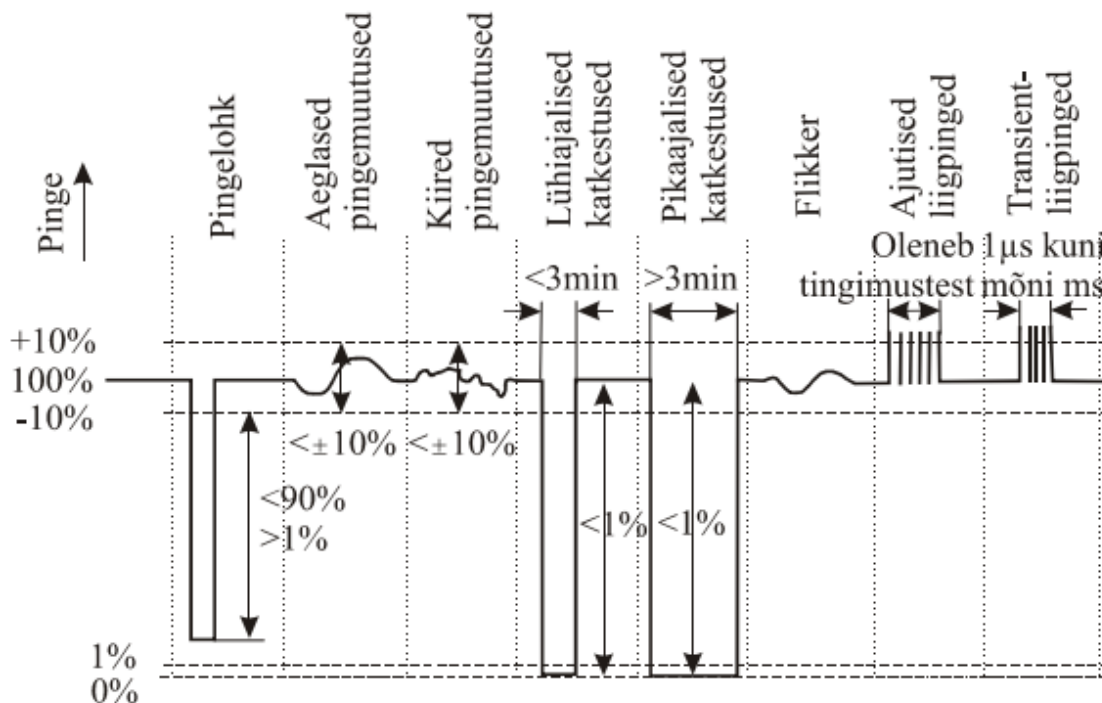 Pinge
Pingelohk
Aeglased
pingemuutused
Kiired
pingemuutused
Lühiajalised
katkestused
Pikaajalised
katkestused
Flikker
Ajutised
liigpinged
Transient-
liigpinged
<3min
>3min
Oleneb
tingimustest
1µs kuni
mõni ms
+10%
100%
-10%
<±10%
<±10%
<90%
>1%
<1%
<1%
1%
0%